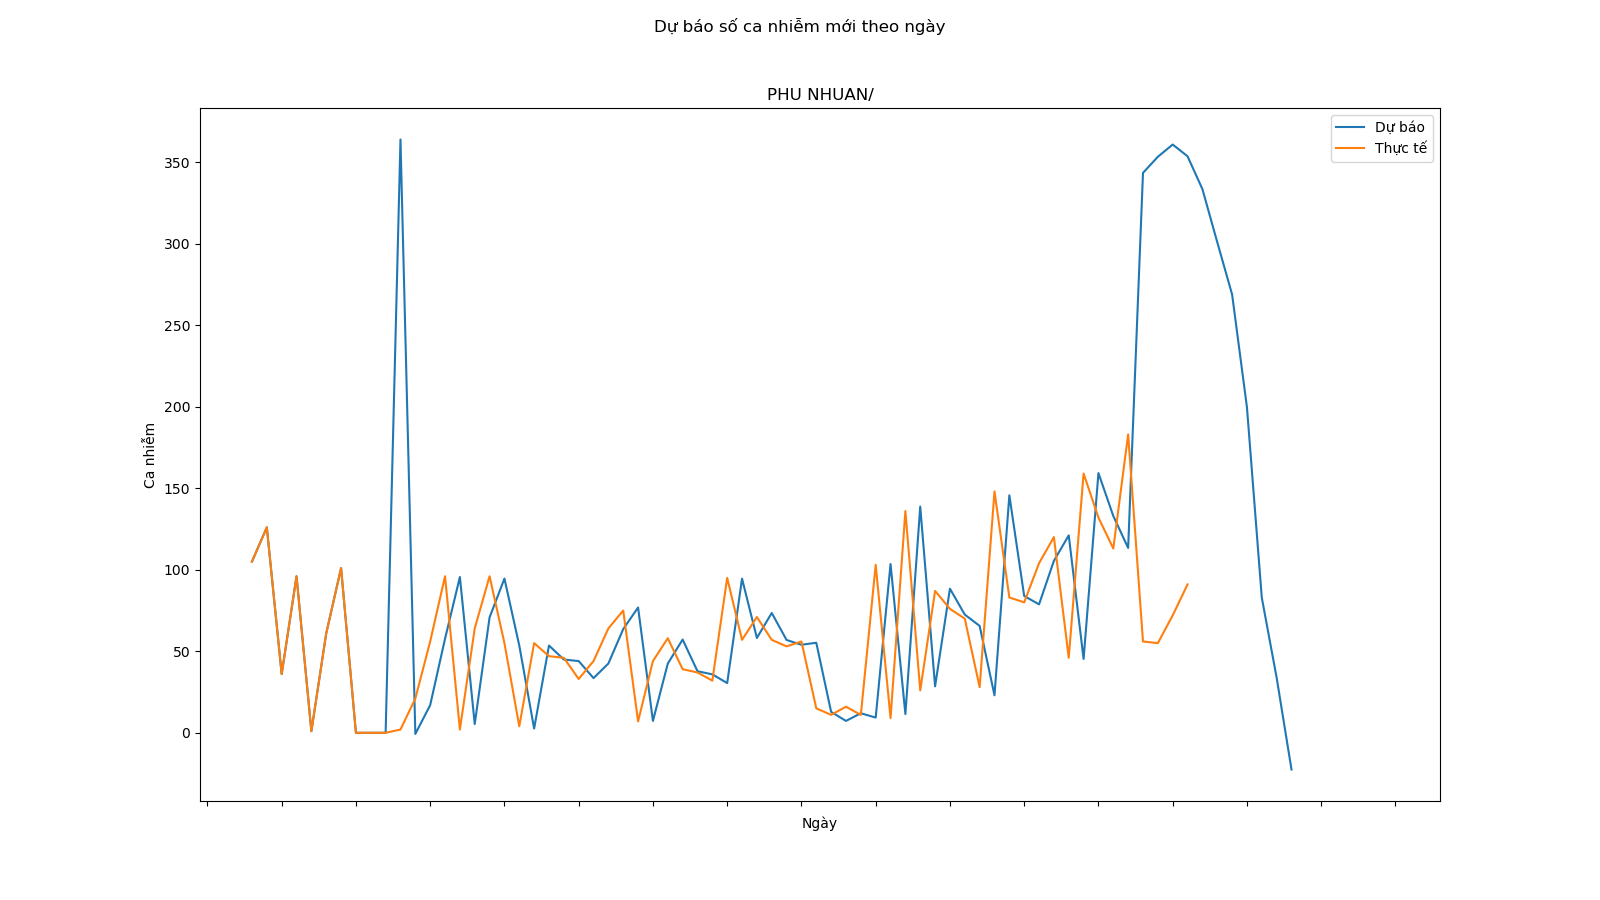 Dự báo số ca nhiễm mới theo ngày
PHU NHUAN/
Dự báo
Thực tế
350
300
250
200
150
100
50
0
Ca nhiễm
Ngày